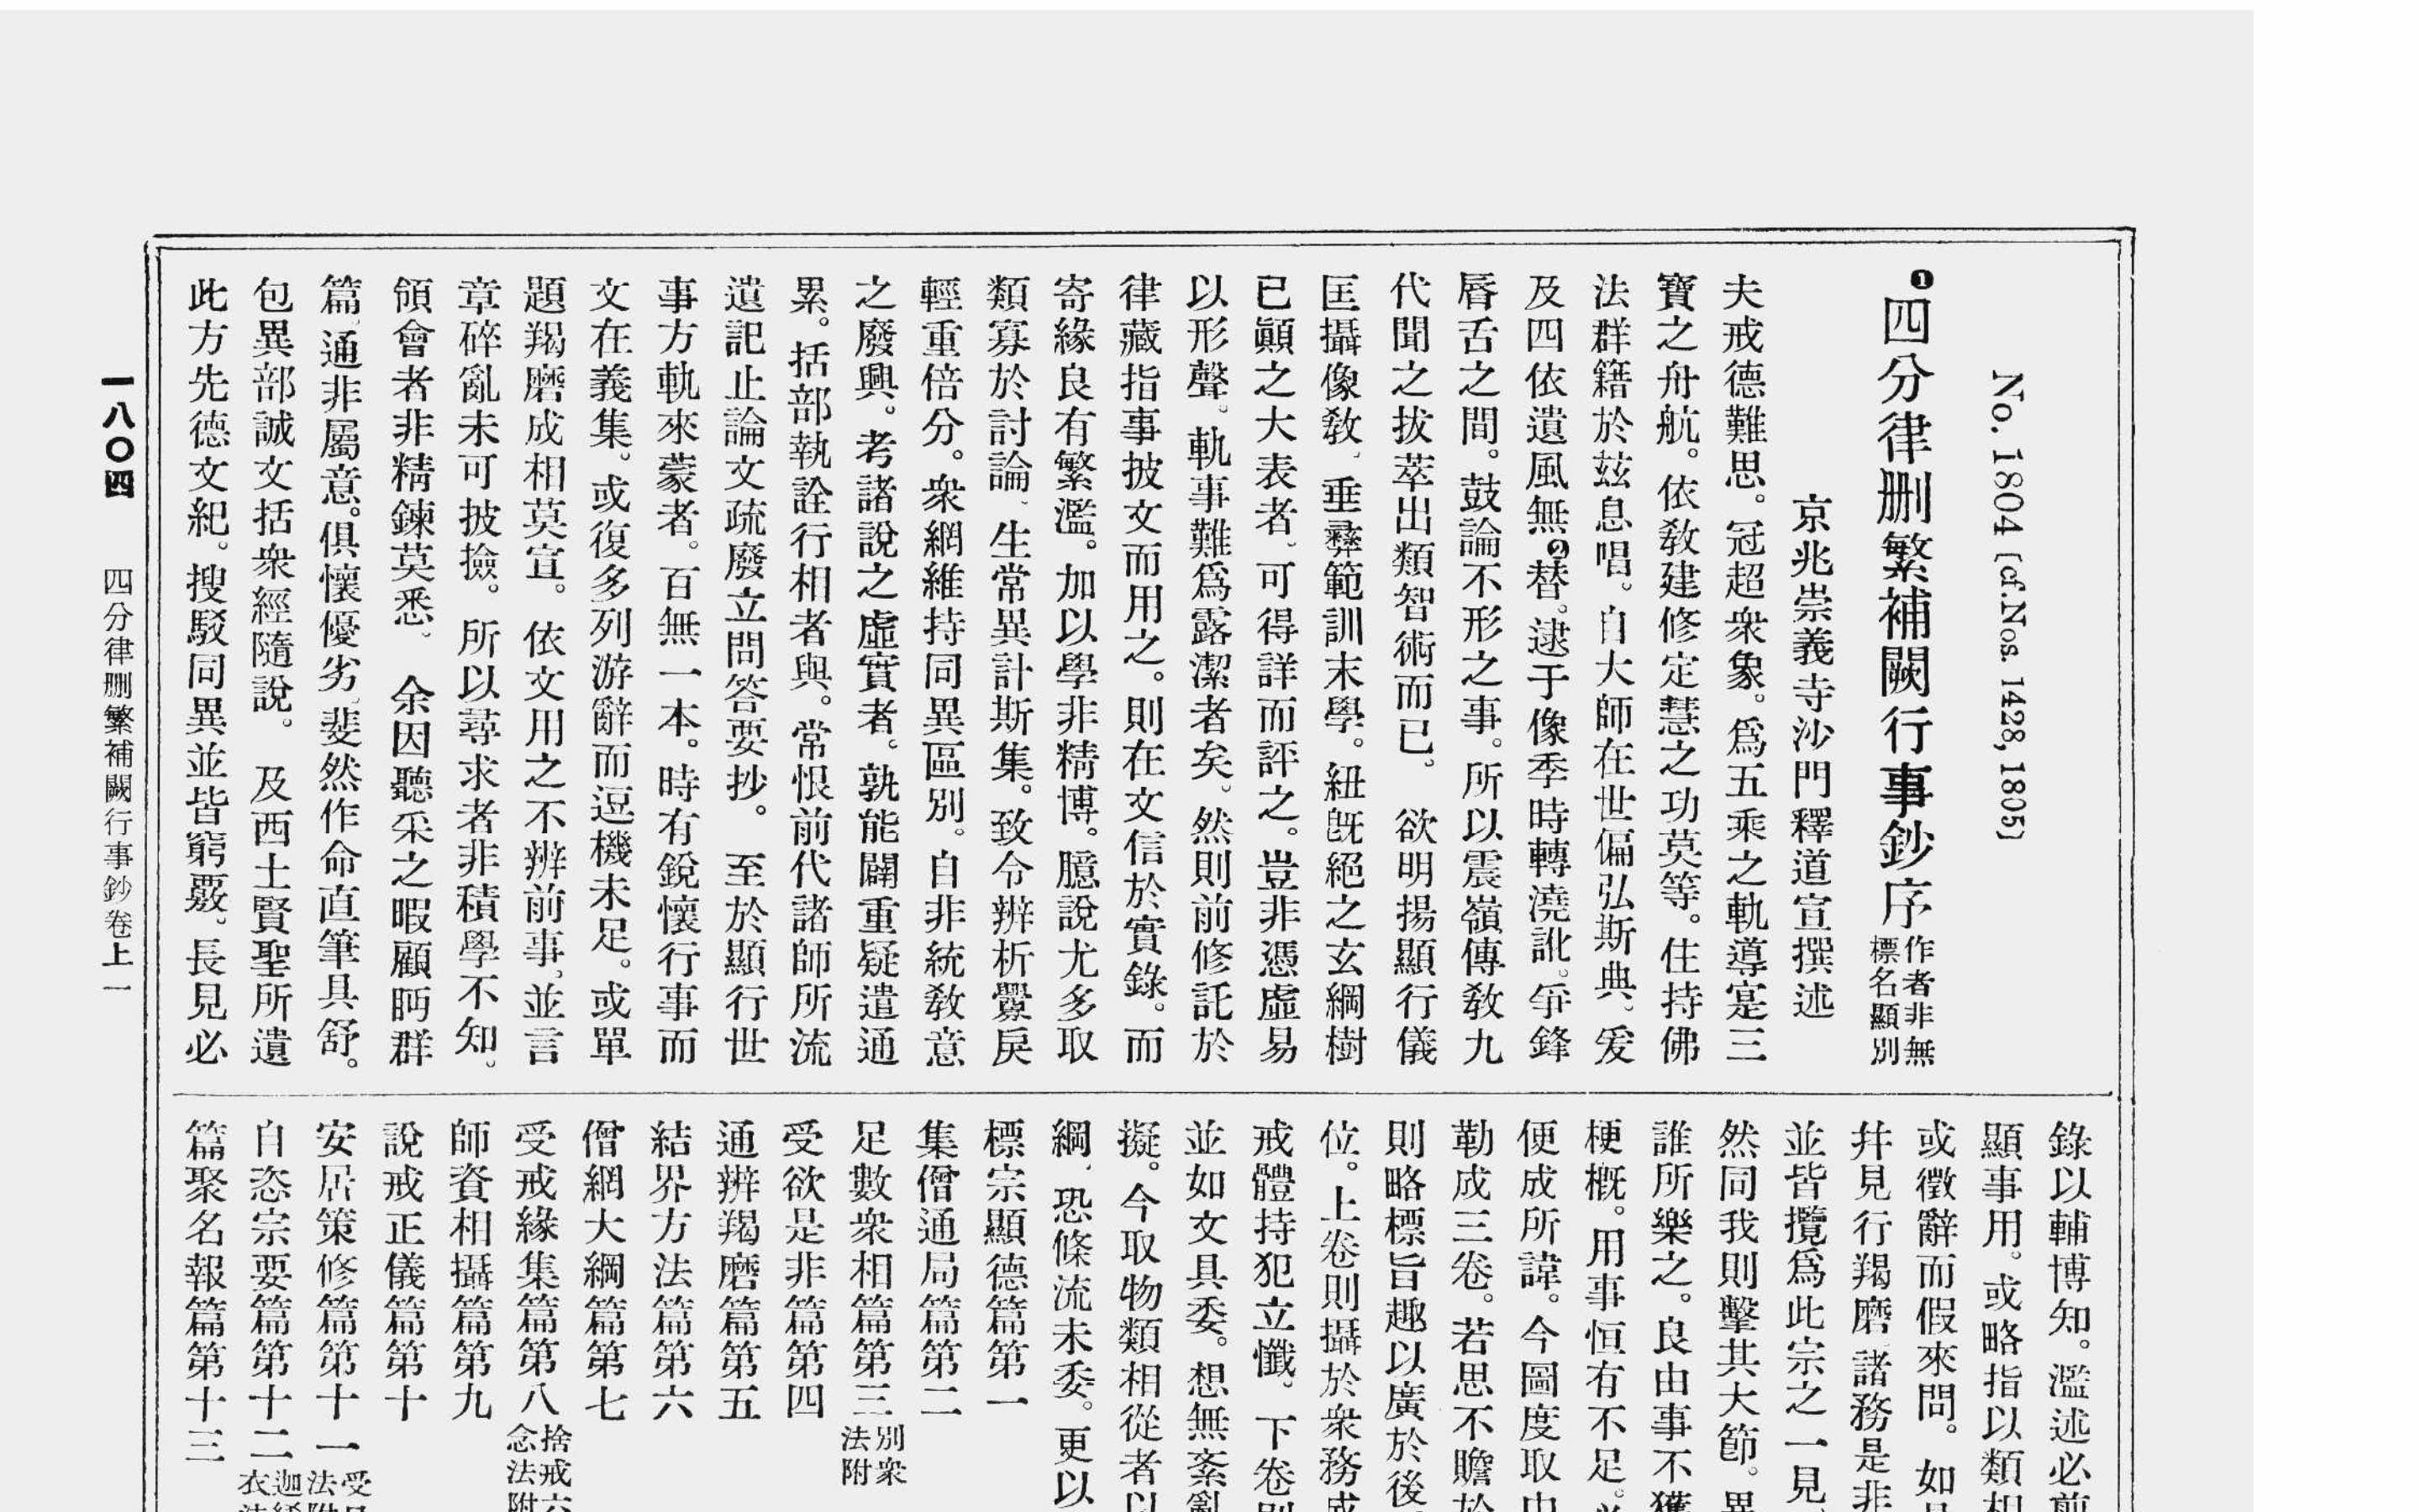 No. 1804 [cf. Nos. 1428, 1805]
❶四分律刪繁補闕行事鈔序作者非無標名顯別
京兆崇義寺沙門釋道宣撰述
夫戒德難思。冠超衆象。爲五乘之軌導寔三
寶之舟航。依教建修定慧之功莫等。住持佛
法群籍於玆息唱。自大師在世偏弘斯典。爰
及四依遺風無❷替。逮于像季時轉澆訛。爭鋒
脣舌之間。鼓論不形之事。所以震嶺傳教九
代聞之拔萃出類智術而已。　欲明揚顯行儀
匡攝像教、垂彝範訓末學。紐既絕之玄綱樹
已顚之大表者、可得詳而評之。豈非憑虛易
以形聲。軌事難爲露潔者矣。然則前修託於
律藏指事披文而用之。則在文信於實錄。而
寄緣良有繁濫。加以學非精博。臆說尤多取
類寡於討論、生常異計斯集。致令辨析釁戾
輕重倍分。衆網維持同異區別。自非統教意
之廢興。考諸說之虛實者。孰能闢重疑遣通
累。括部執詮行相者與。常恨前代諸師所流
遺記止論文疏廢立問答要抄。　至於顯行世
事方軌來蒙者。百無一本。時有銳懷行事而
文在義集。或復多列游辭而逗機未足。或單
題羯磨成相莫宣。依文用之不辨前事、並言
章碎亂未可披撿。所以尋求者非積學不知。
領會者非精鍊莫悉、　余因聽采之暇顧眄群
篇、通非屬意。俱懷優劣、斐然作命直筆具舒。
包異部誠文括衆經隨說。　及西土賢聖所遺
此方先德文紀。搜駁同異並皆窮覈。長見必
錄以輔博知。濫述必剪
顯事用。或略指以類相
或徵辭而假來問。　如
幷見行羯磨諸務是非
並皆攬爲此宗之一見
然同我則擊其大節。異
誰所樂之。良由事不獲
梗概。用事恒有不足。
便成所諱。今圖度取中
勒成三卷。若思不贍於
則略標旨趣以廣於後
位。上卷則攝於衆務成
戒體持犯立懺。　下卷別
並如文具委。想無紊亂
擬。今取物類相從者以
綱、恐條流未委。更以
標宗顯德篇第一
集僧通局篇第二
足數衆相篇第三別衆法附
受欲是非篇第四
通辨羯磨篇第五
結界方法篇第六
僧網大綱篇第七
受戒緣集篇第八捨戒六念法附
師資相攝篇第九
說戒正儀篇第十
安居策修篇第十一受日法附
自恣宗要篇第十二迦絺衣法
篇聚名報篇第十三
一八〇四　四分律刪繁補闕行事鈔卷上一